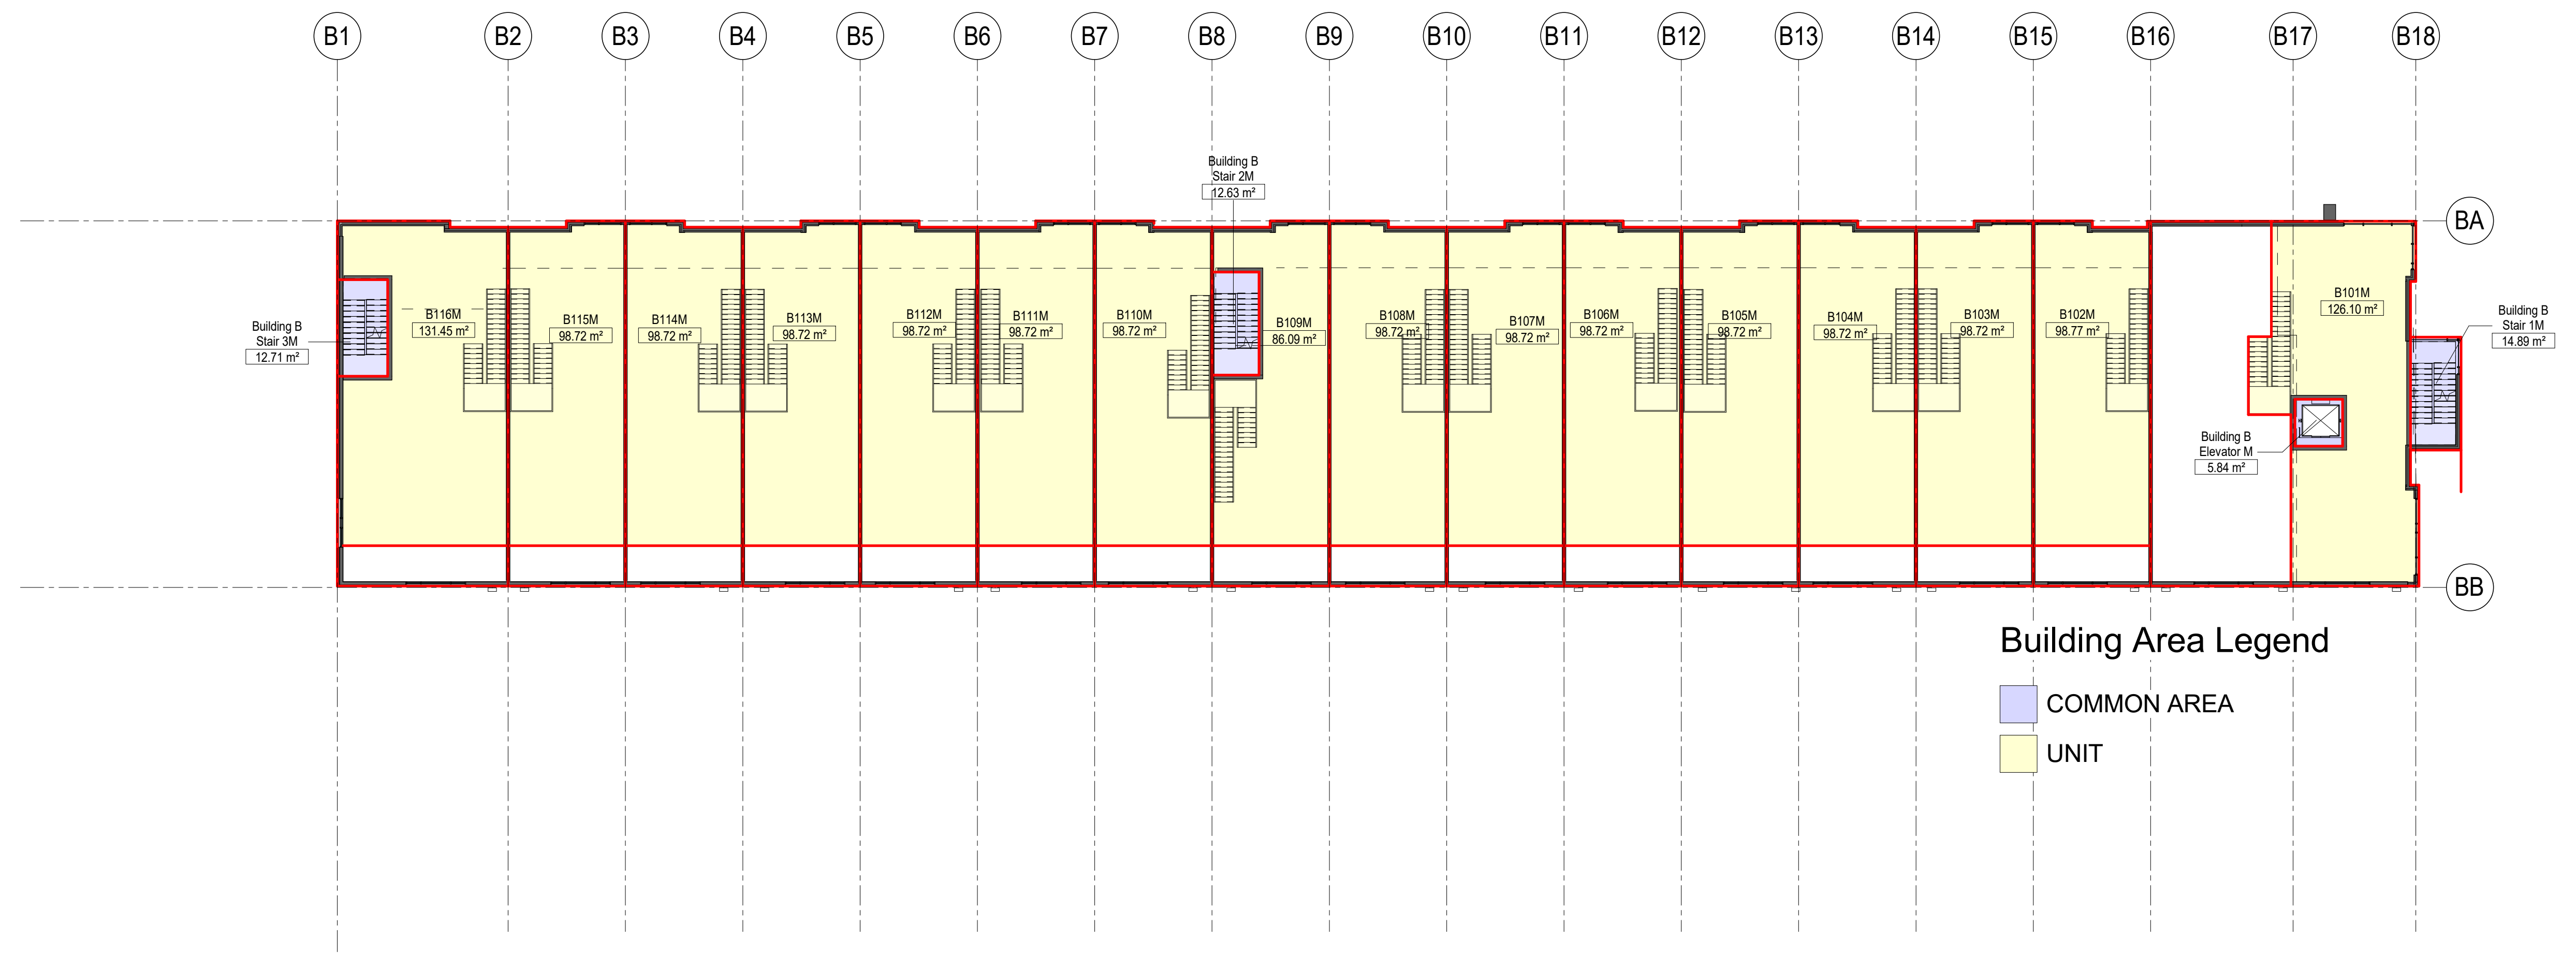 B1 B2 B3 B4 B5 B6 B7 B8 B9 B10 B11 B12 B13 B14 B15 B16 B17 B18
Building B
Stair 2M
12.63 m²
BA
Building B
Stair 3M
12.71 m²
B116M
131.45 m²
B115M
98.72 m²
B114M
98.72 m²
B113M
98.72 m²
B112M
98.72 m²
B111M
98.72 m²
B110M
98.72 m²
B109M
86.09 m²
B108M
98.72 m²
B107M
98.72 m²
B106M
98.72 m²
B105M
98.72 m²
B104M
98.72 m²
B103M
98.72 m²
B102M
98.77 m²
B101M
126.10 m²
Building B
Stair 1M
14.89 m²
Building B
Elevator M
5.84 m²
BB
Building Area Legend
COMMON AREA
UNIT